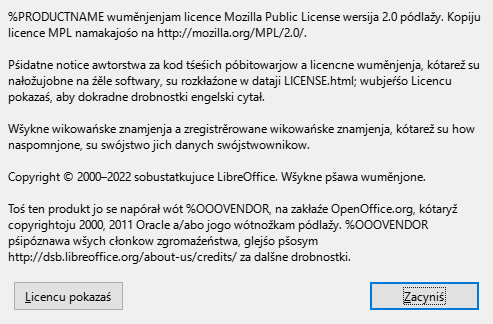 %PRODUCTNAME wuměnjenjam licence Mozilla Public License wersija 2.0 pódlažy. Kopiju
licence MPL namakajośo na http://mozilla.org/MPL/2.0/.
Pśidatne notice awtorstwa za kod tśeśich póbitowarjow a licencne wuměnjenja, kótarež su
nałožujobne na źěle softwary, su rozkłaźone w dataji LICENSE.html; wubjeŕśo Licencu
pokazaś, aby dokradne drobnostki engelski cytał.
Wšykne wikowańske znamjenja a zregistrěrowane wikowańske znamjenja, kótarež su how
naspomnjone, su swójstwo jich danych swójstwownikow.
Copyright © 2000–2022 sobustatkujuce LibreOffice. Wšykne pšawa wuměnjone.
Toś ten produkt jo se napórał wót %OOOVENDOR, na zakłaźe OpenOffice.org, kótaryž
copyrightoju 2000, 2011 Oracle a/abo jogo wótnožkam pódlažy. %OOOVENDOR
pśipóznawa wšych cłonkow zgromaźeństwa, glejśo pšosym
http://dsb.libreoffice.org/about-us/credits/ za dalšne drobnostki.
Licencu pokazaś
Zacyniś